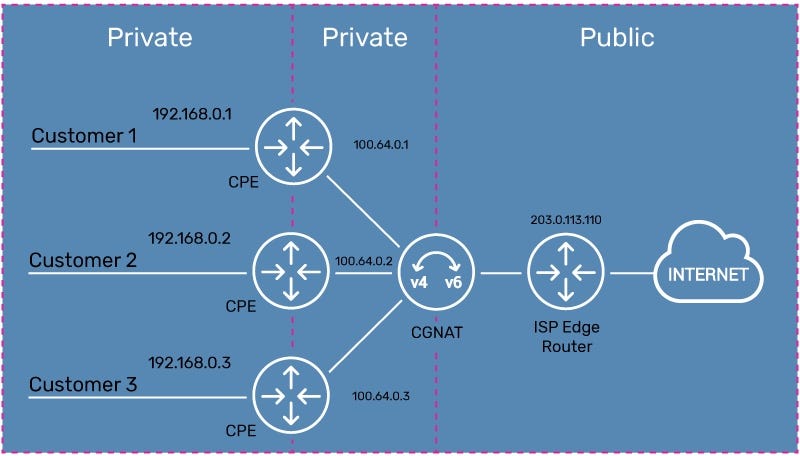 Private
Private
Public
192.168.0.1
Customer 1
100.64.0.1
CPE
192.168.0.2
Customer 2
100.64.0.2
CPE
v4 v6
CGNAT
203.0.113.110
ISP Edge
Router
INTERNET
192.168.0.3
Customer 3
100.64.0.3
CPE